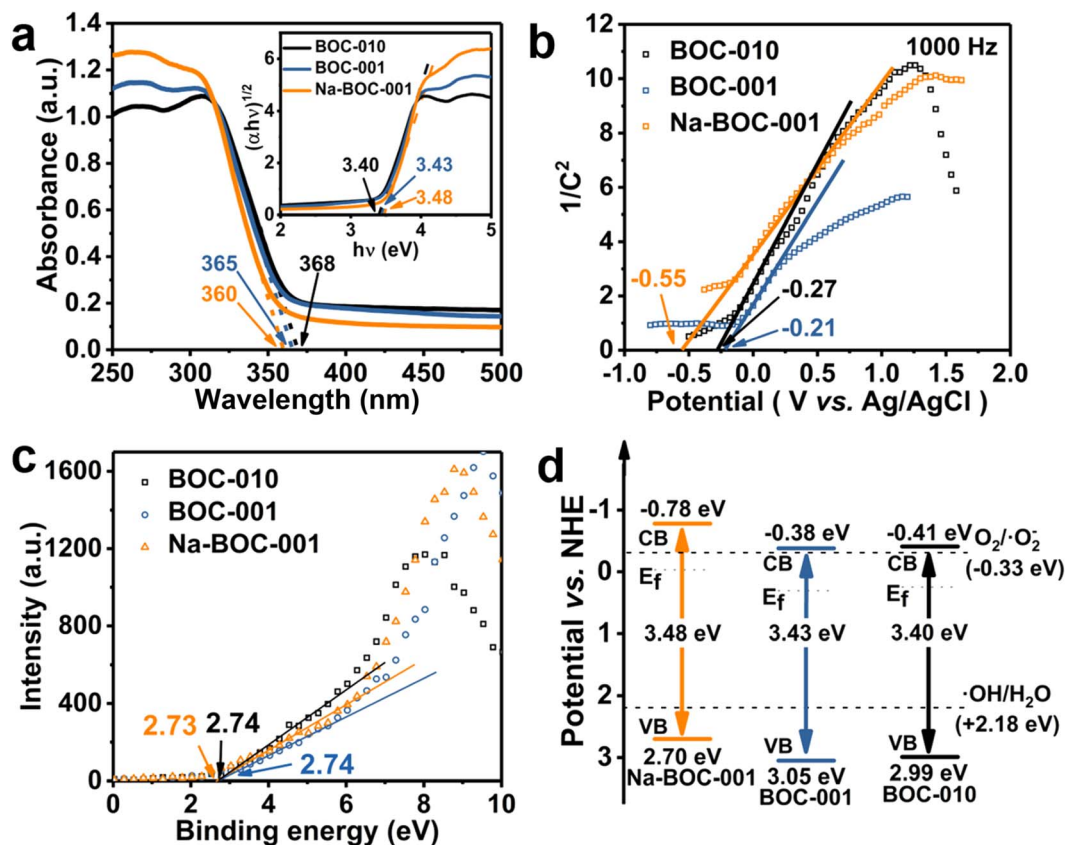 a
Absorbance (a.u.)
1.4
1.2
1.0
0.8
0.6
0.4
0.2
0.0
250 300 350 400 450 500
Wavelength (nm)
365
360
368
BOC-010
BOC-001
Na-BOC-001
(αhν)1/2
6
4
2
0
3.40
3.43
3.48
2 3 4 5
hν (eV)
b
1/C2
12
10
8
6
4
2
0
BOC-010
BOC-001
Na-BOC-001
1000 Hz
-0.55
-0.27
-0.21
-1.0 -0.5 0.0 0.5 1.0 1.5 2.0
Potential ( V vs. Ag/AgCl )
c
Intensity (a.u.)
1600
1200
800
400
0
BOC-010
BOC-001
Na-BOC-001
2.73
2.74
2.74
0 2 4 6 8 10
Binding energy (eV)
d
Potential vs. NHE
-1
0
1
2
3
-0.78 eV
CB
Ef
3.48 eV
VB
2.70 eV
Na-BOC-001
-0.38 eV
CB
Ef
3.43 eV
VB
3.05 eV
BOC-001
-0.41 eV
CB
Ef
3.40 eV
VB
2.99 eV
BOC-010
O2/·O2-
(-0.33 eV)
·OH/H2O
(+2.18 eV)